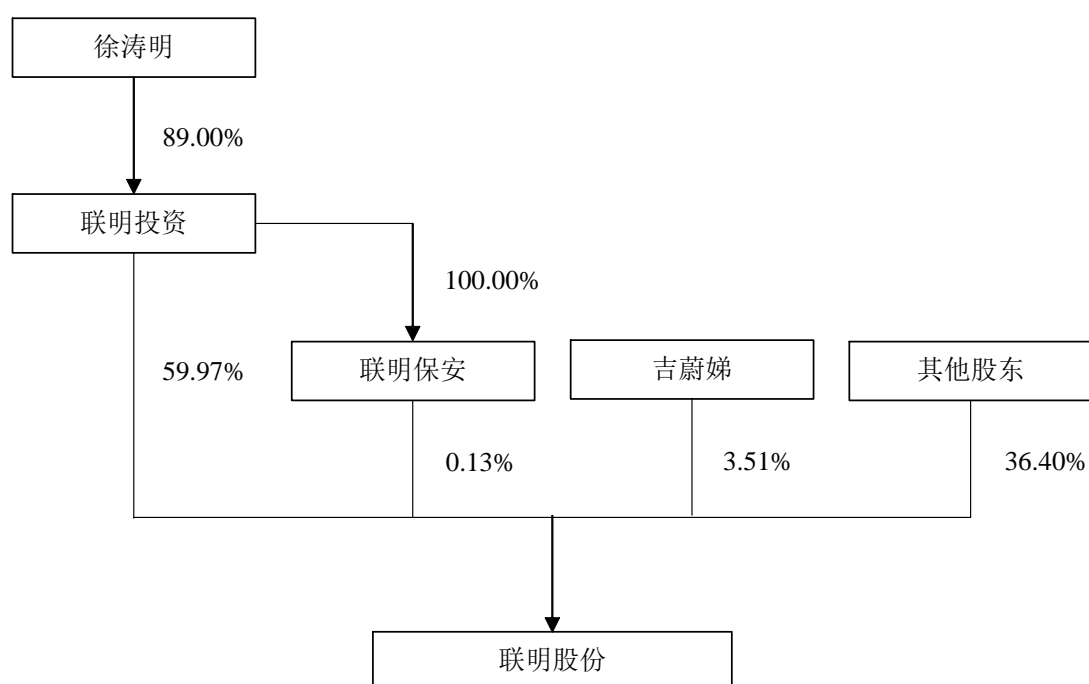 徐涛明
89.00%
联明投资
100.00%
59.97%
联明保安
吉蔚娣
其他股东
0.13%
3.51%
36.40%
联明股份